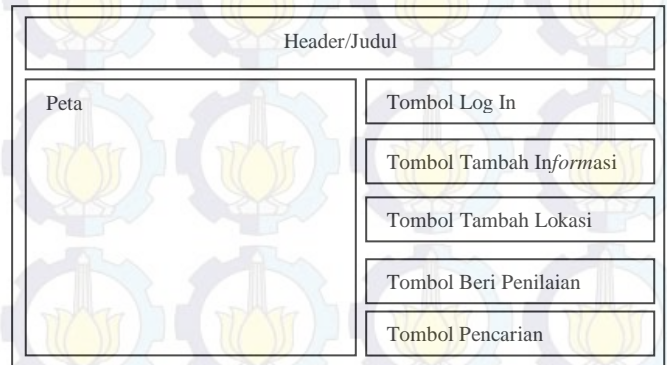 Header/Judul
Peta
Tombol Log In
Tombol Tambah Informasi
Tombol Tambah Lokasi
Tombol Beri Penilaian
Tombol Pencarian